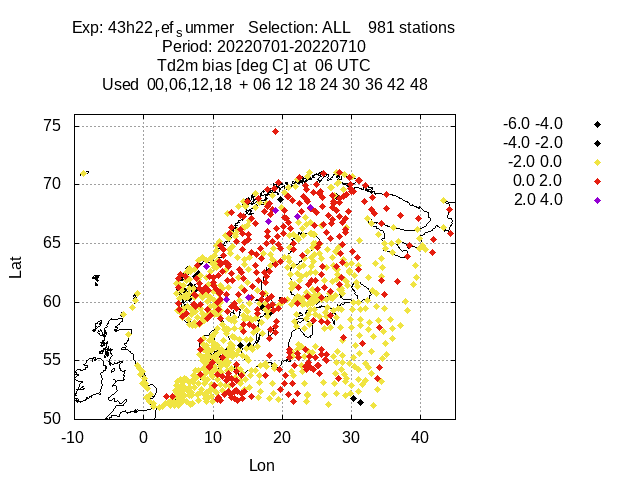 Exp: 43h22ref summer   Selection: ALL    981 stations
Period: 20220701-20220710
Td2m bias [deg C] at  06 UTC
Used  00,06,12,18  + 06 12 18 24 30 36 42 48
-6.0 -4.0
-4.0 -2.0
-2.0 0.0
0.0 2.0
2.0 4.0
75
70
65
60
55
50
Lat
-10 0 10 20 30 40
Lon